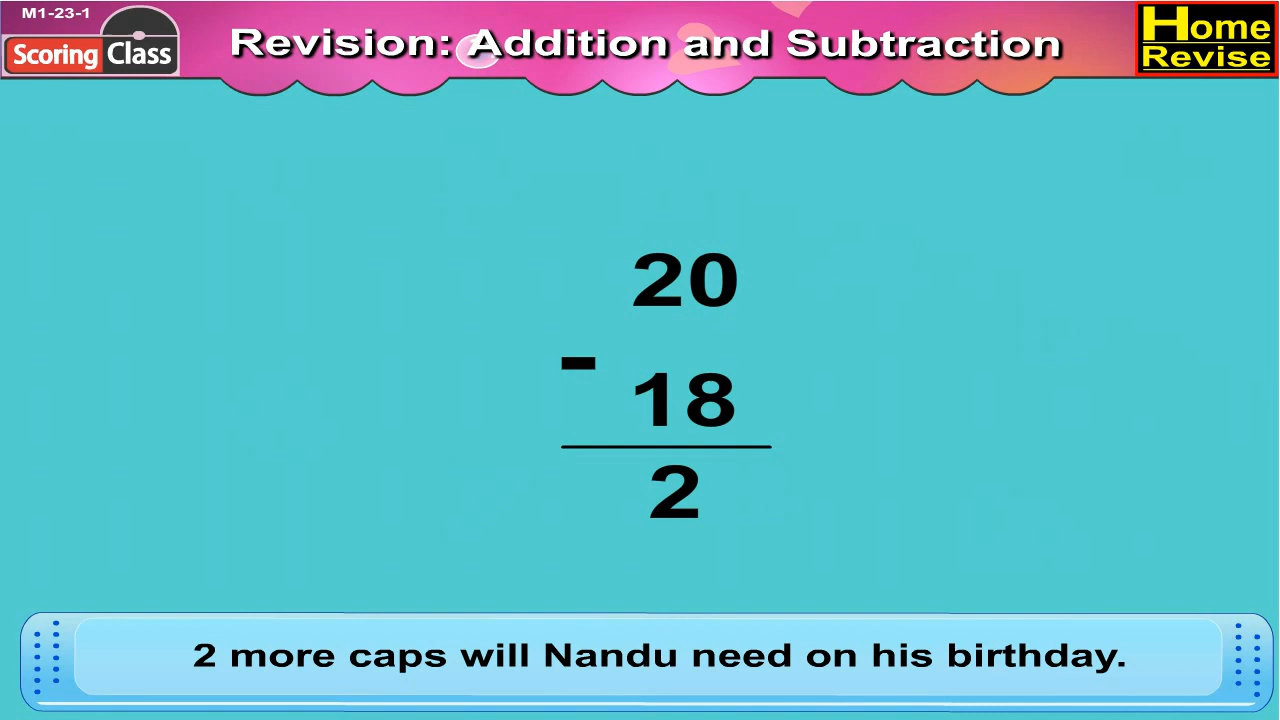 M1-23-1
Scoring Class
Revision: Addition and Subtraction
Home
Revise
20
- 18
2
2 more caps will Nandu need on his birthday.